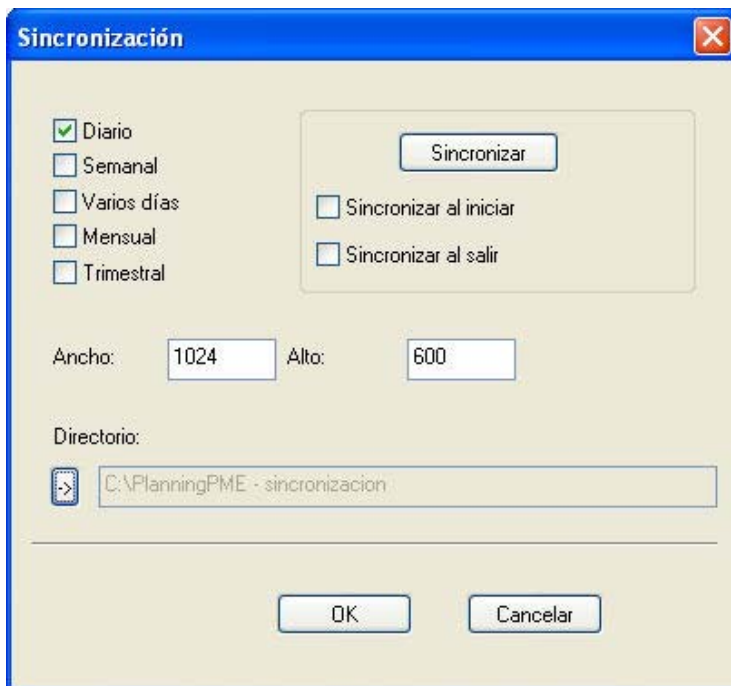 Sincronización
Diario
Semanal
Varios días
Mensual
Trimestral
Sincronizar
Sincronizar al iniciar
Sincronizar al salir
Ancho: 1024 Alto: 600
Directorio:
-> C:\PlanningPME - sincronizacion
OK Cancelar